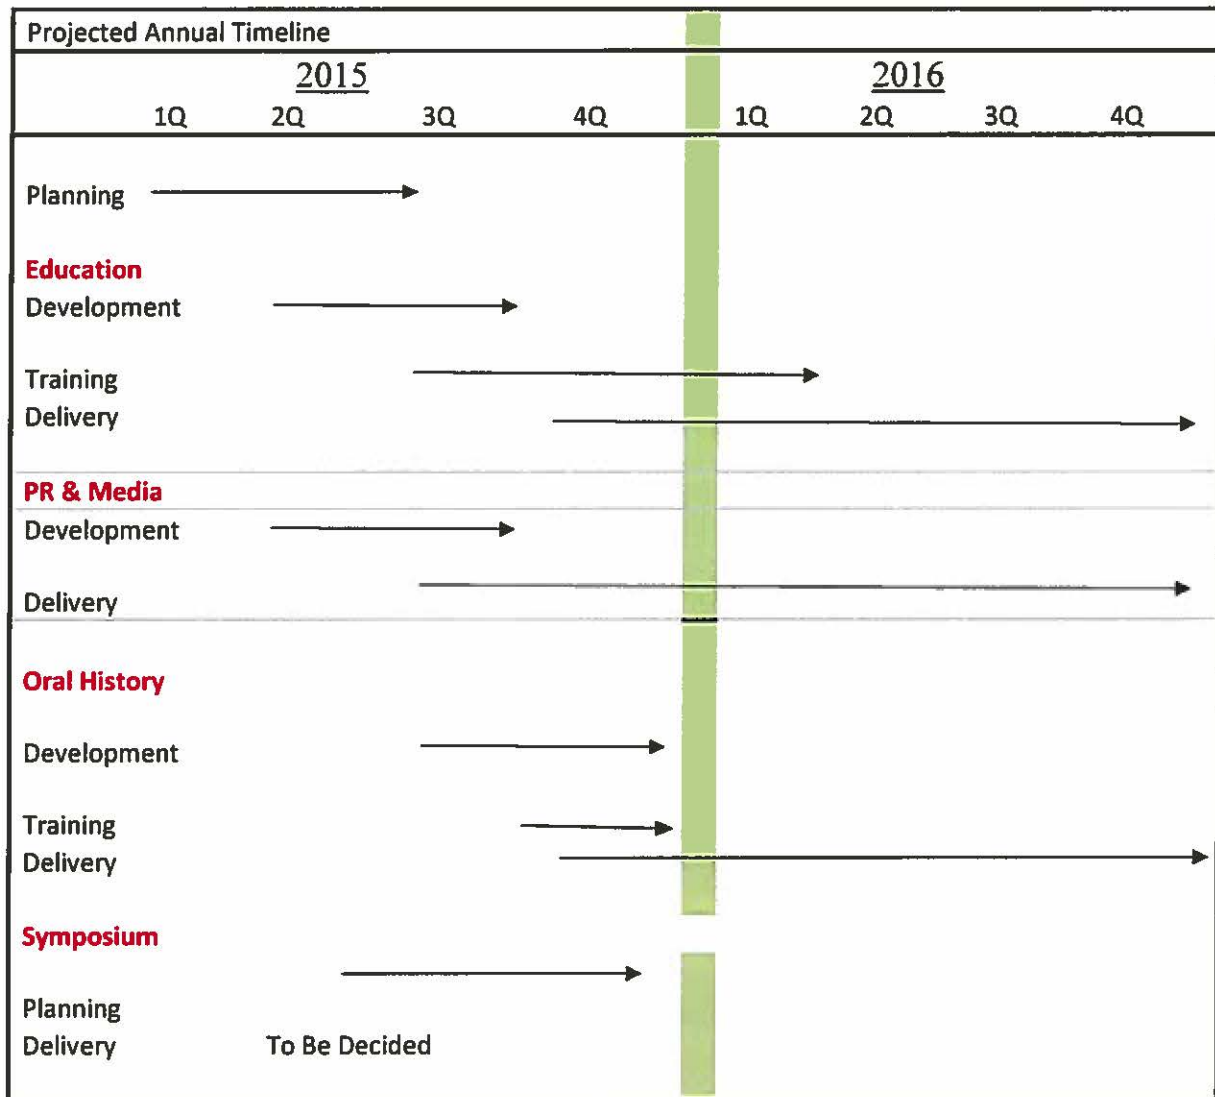 Projected Annual Timeline
2015 2016
1Q 2Q 3Q 4Q 1Q 2Q 3Q 4Q
Planning
Education
Development
Training
Delivery
PR & Media
Development
Delivery
Oral History
Development
Training
Delivery
Symposium
Planning
Delivery To Be Decided